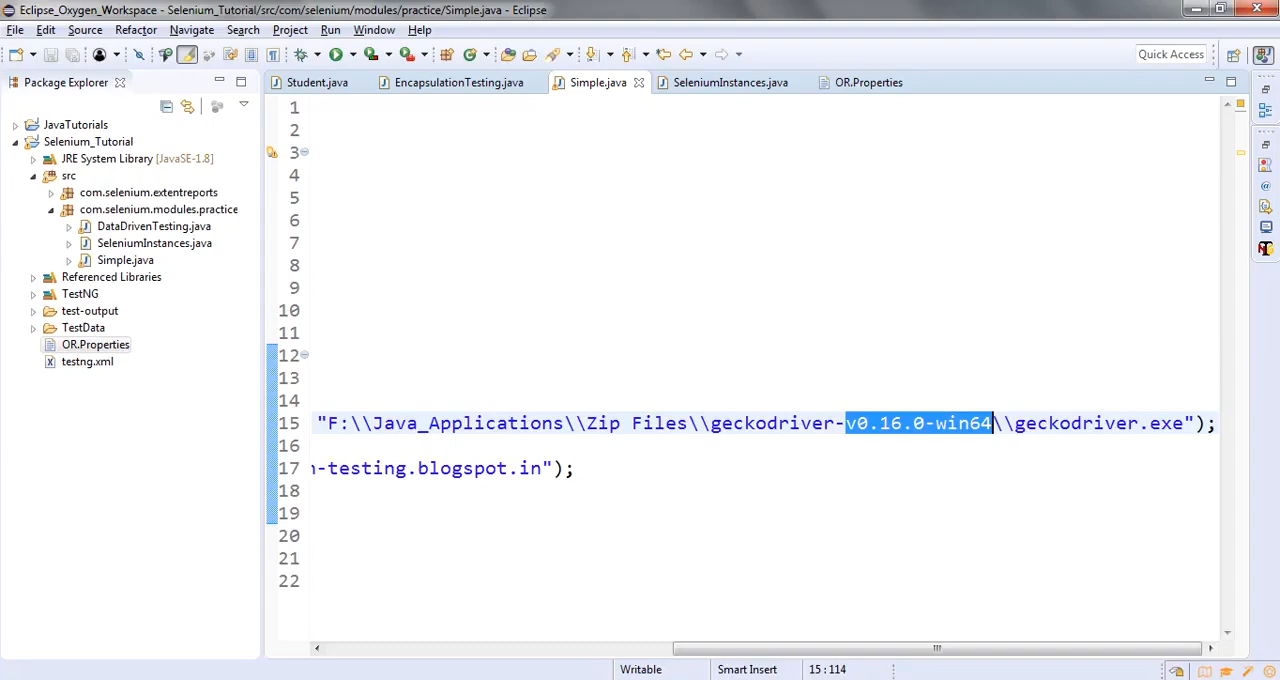 Eclipse_Oxygen_Workspace - Selenium_Tutorial/src/com/selenium/modules/practice/Simple.java - Eclipse
File Edit Source Refactor Navigate Search Project Run Window Help
Quick Access
Package Explorer
Student.java EncapsulationTesting.java Simple.java SeleniumInstances.java OR.Properties
JavaTutorials
Selenium_Tutorial
JRE System Library [JavaSE-1.8]
src
com.selenium.extentreports
com.selenium.modules.practice
DataDrivenTesting.java
SeleniumInstances.java
Simple.java
Referenced Libraries
TestNG
test-output
TestData
OR.Properties
testng.xml
1
2
3
4
5
6
7
8
9
10
11
12
13
14
15 "F:\\Java_Applications\\Zip Files\\geckodriver-v0.16.0-win64\\geckodriver.exe");
16
17 n-testing.blogspot.in");
18
19
20
21
22
Writable Smart Insert 15 : 114